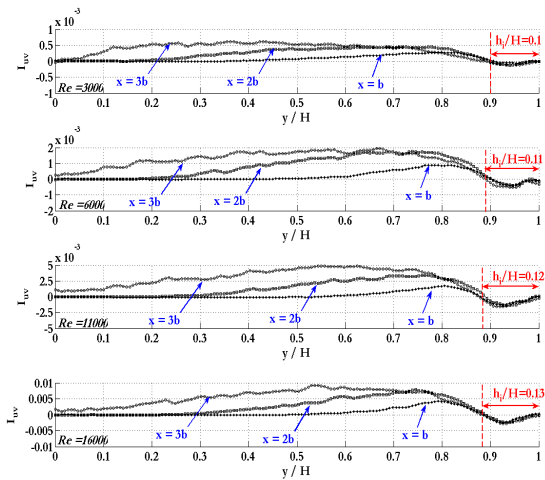 x 10⁻³
1
0.5
0
-0.5
-1
I_uv
Re =3000
x = 3b
x = 2b
x = b
h_i/H=0.1
0 0.1 0.2 0.3 0.4 0.5 0.6 0.7 0.8 0.9 1
y / H
x 10⁻³
2
1
0
-1
-2
I_uv
Re=6000
x = 3b
x = 2b
x = b
h_i/H=0.11
0 0.1 0.2 0.3 0.4 0.5 0.6 0.7 0.8 0.9 1
y / H
x 10⁻³
5
2.5
0
-2.5
-5
I_uv
Re=11000
x = 3b
x = 2b
x = b
h_i/H=0.12
0 0.1 0.2 0.3 0.4 0.5 0.6 0.7 0.8 0.9 1
y / H
0.01
0.005
0
-0.005
-0.01
I_uv
Re=16000
x = 3b
x = 2b
x = b
h_i/H=0.13
0 0.1 0.2 0.3 0.4 0.5 0.6 0.7 0.8 0.9 1
y / H